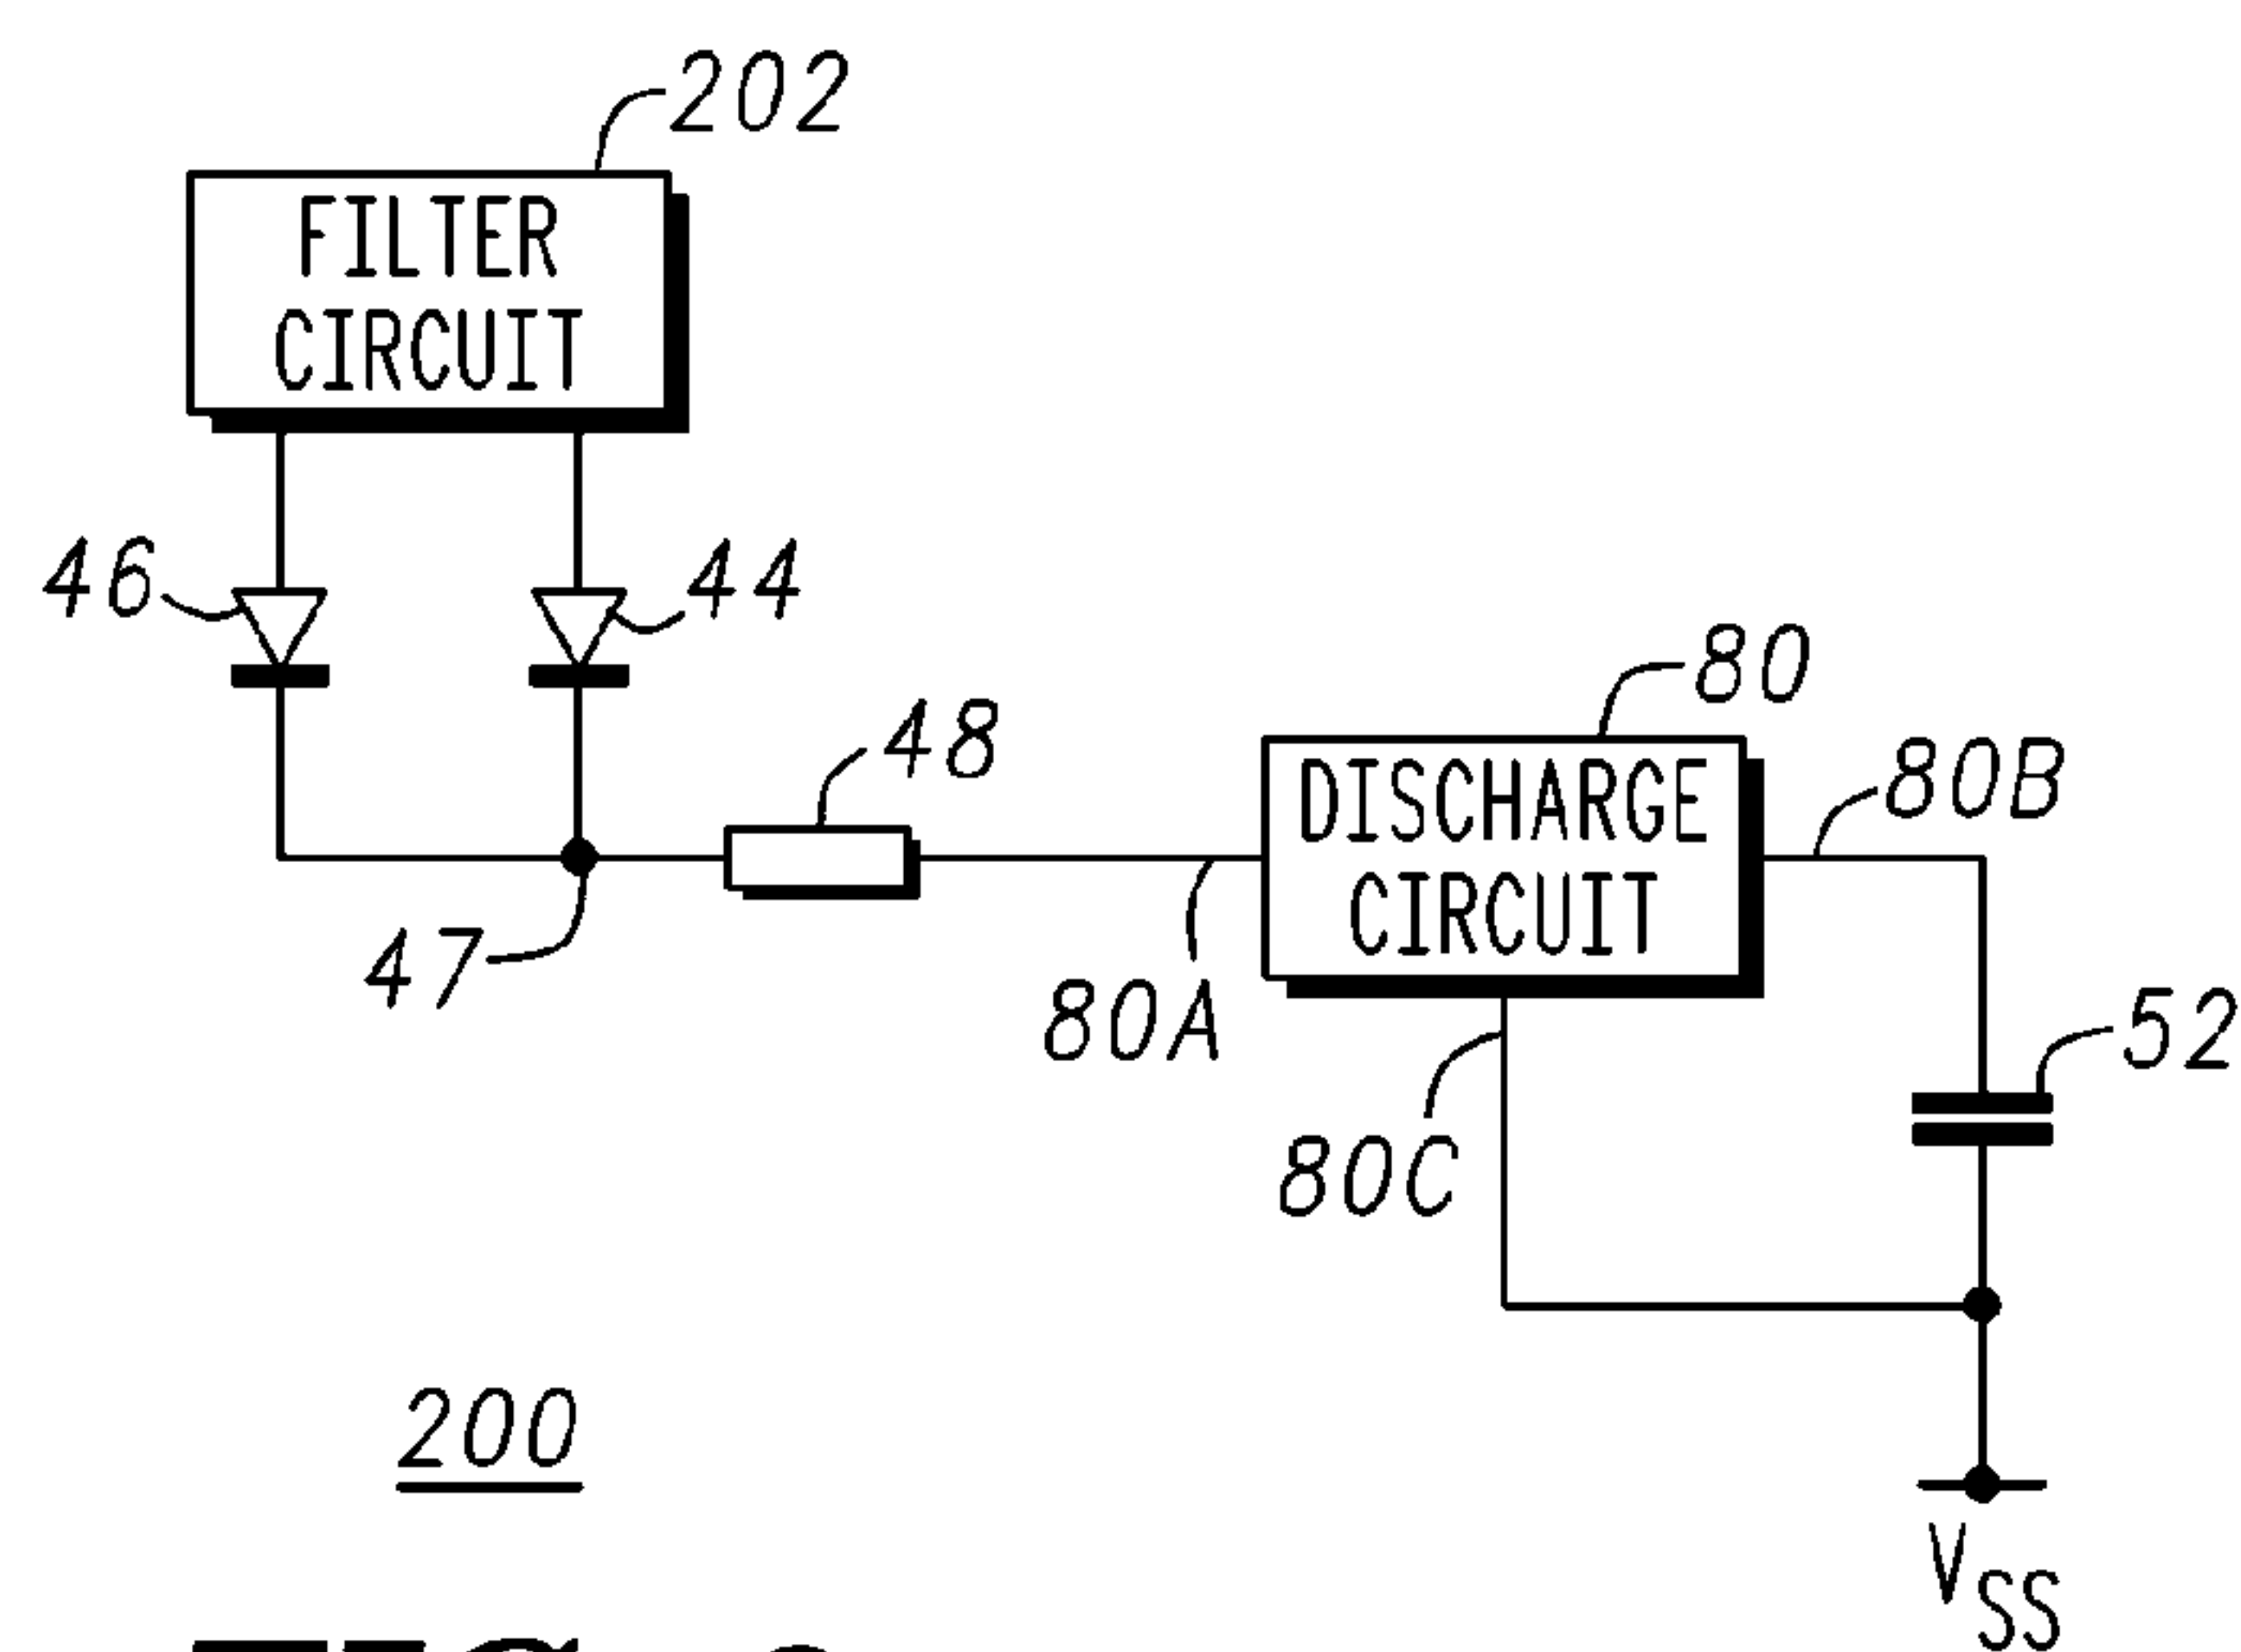 202
FILTER
CIRCUIT
46
44
48
80
DISCHARGE
CIRCUIT
80B
47
80A
80C
52
200
VSS